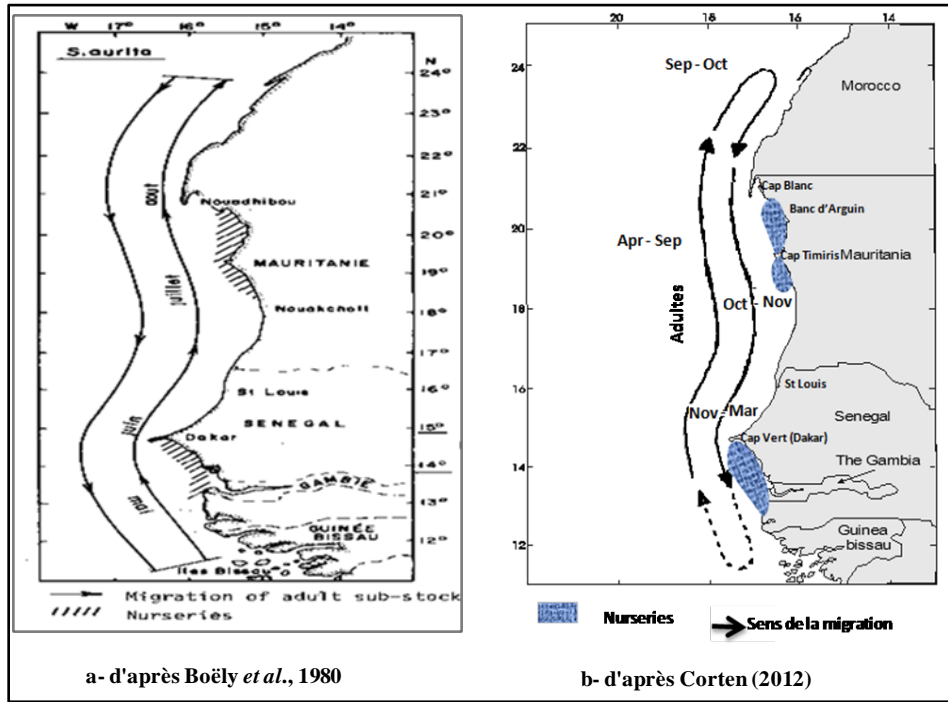 W 17° 16° 15° 14°
S.aurita
N
24°
23°
22°
21°
20°
19°
18°
17°
16°
15°
14°
13°
12°
Nouadhibou
MAURITANIE
Nouakchott
St Louis
SENEGAL
Dakar
GAMBIE
GUINÉE
BISSAU
Iles Bissau
aout
juillet
juin
mai
Migration of adult sub-stock
Nurseries
a- d'après Boëly et al., 1980
20 18 16 14
24
22
20
18
16
14
12
Sep - Oct
Morocco
Cap Blanc
Banc d'Arguin
Apr - Sep
Cap Timiris
Mauritania
Adultes
Oct - Nov
St Louis
Nov - Mar
Senegal
Cap Vert (Dakar)
The Gambia
Guinea
bissau
Nurseries
Sens de la migration
b- d'après Corten (2012)